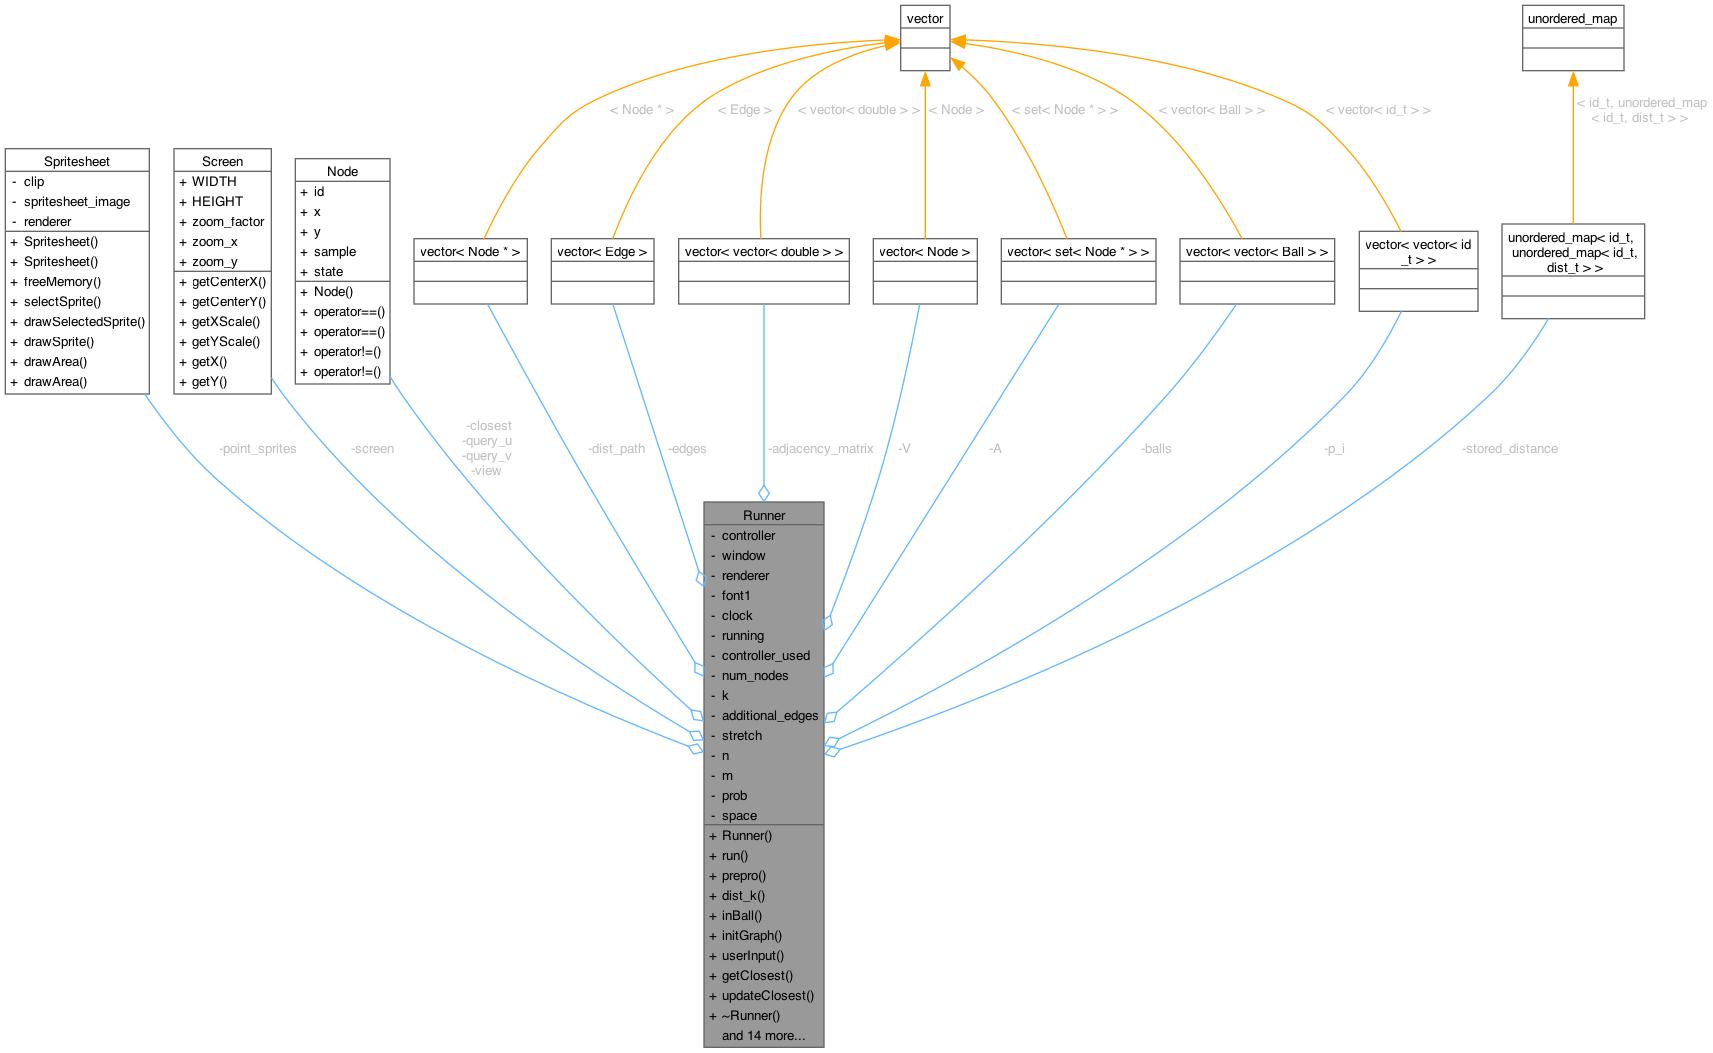 vector
unordered_map
< Node * >
< Edge >
< vector< double > >
< Node >
< set< Node * > >
< vector< Ball > >
< vector< id_t > >
< id_t, unordered_map
< id_t, dist_t > >
Spritesheet
- clip
- spritesheet_image
- renderer
+ Spritesheet()
+ Spritesheet()
+ freeMemory()
+ selectSprite()
+ drawSelectedSprite()
+ drawSprite()
+ drawArea()
+ drawArea()
Screen
+ WIDTH
+ HEIGHT
+ zoom_factor
+ zoom_x
+ zoom_y
+ getCenterX()
+ getCenterY()
+ getXScale()
+ getYScale()
+ getX()
+ getY()
Node
+ id
+ x
+ y
+ sample
+ state
+ Node()
+ operator==()
+ operator==()
+ operator!=()
+ operator!=()
vector< Node * >
vector< Edge >
vector< vector< double > >
vector< Node >
vector< set< Node * > >
vector< vector< Ball > >
vector< vector< id
_t > >
unordered_map< id_t,
unordered_map< id_t,
dist_t > >
-point_sprites
-screen
-closest
-query_u
-query_v
-view
-dist_path
-edges
-adjacency_matrix
-V
-A
-balls
-p_i
-stored_distance
Runner
- controller
- window
- renderer
- font1
- clock
- running
- controller_used
- num_nodes
- k
- additional_edges
- stretch
- n
- m
- prob
- space
+ Runner()
+ run()
+ prepro()
+ dist_k()
+ inBall()
+ initGraph()
+ userInput()
+ getClosest()
+ updateClosest()
+ ~Runner()
and 14 more...